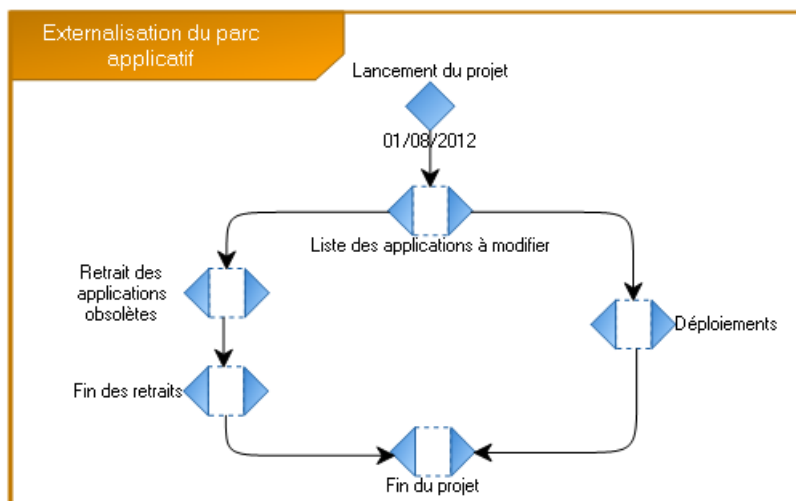 Externalisation du parc
applicatif
Lancement du projet
01/08/2012
Liste des applications à modifier
Retrait des
applications
obsolètes
Déploiements
Fin des retraits
Fin du projet